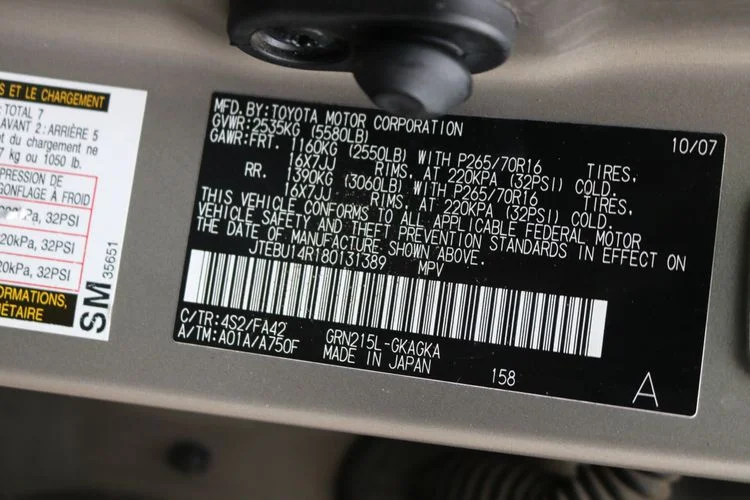 S ET LE CHARGEMENT
TOTAL 7
AVANT 2: ARRIÈRE 5
du chargement ne
7 kg ou 1050 lb.
PRESSION DE
GONFLAGE À FROID
kPa, 32PSI
20kPa, 32PSI
20kPa, 32PSI
ORMATIONS,
ÉTAIRE
SM 35651
MFD. BY: TOYOTA MOTOR CORPORATION 10/07
GVWR: 2535KG (5580LB)
GAWR: FRT. 1160KG (2550LB) WITH P265/70R16 TIRES,
16X7JJ RIMS, AT 220KPA (32PSI) COLD.
RR. 1390KG (3060LB) WITH P265/70R16 TIRES,
16X7JJ RIMS, AT 220KPA (32PSI) COLD.
THIS VEHICLE CONFORMS TO ALL APPLICABLE FEDERAL MOTOR
VEHICLE SAFETY AND THEFT PREVENTION STANDARDS IN EFFECT ON
THE DATE OF MANUFACTURE SHOWN ABOVE.
JTEBU14R180131389 MPV
C/TR: 4S2/FA42 GRN215L-GKAGKA
A/TM: A01A/A750F MADE IN JAPAN 158 A